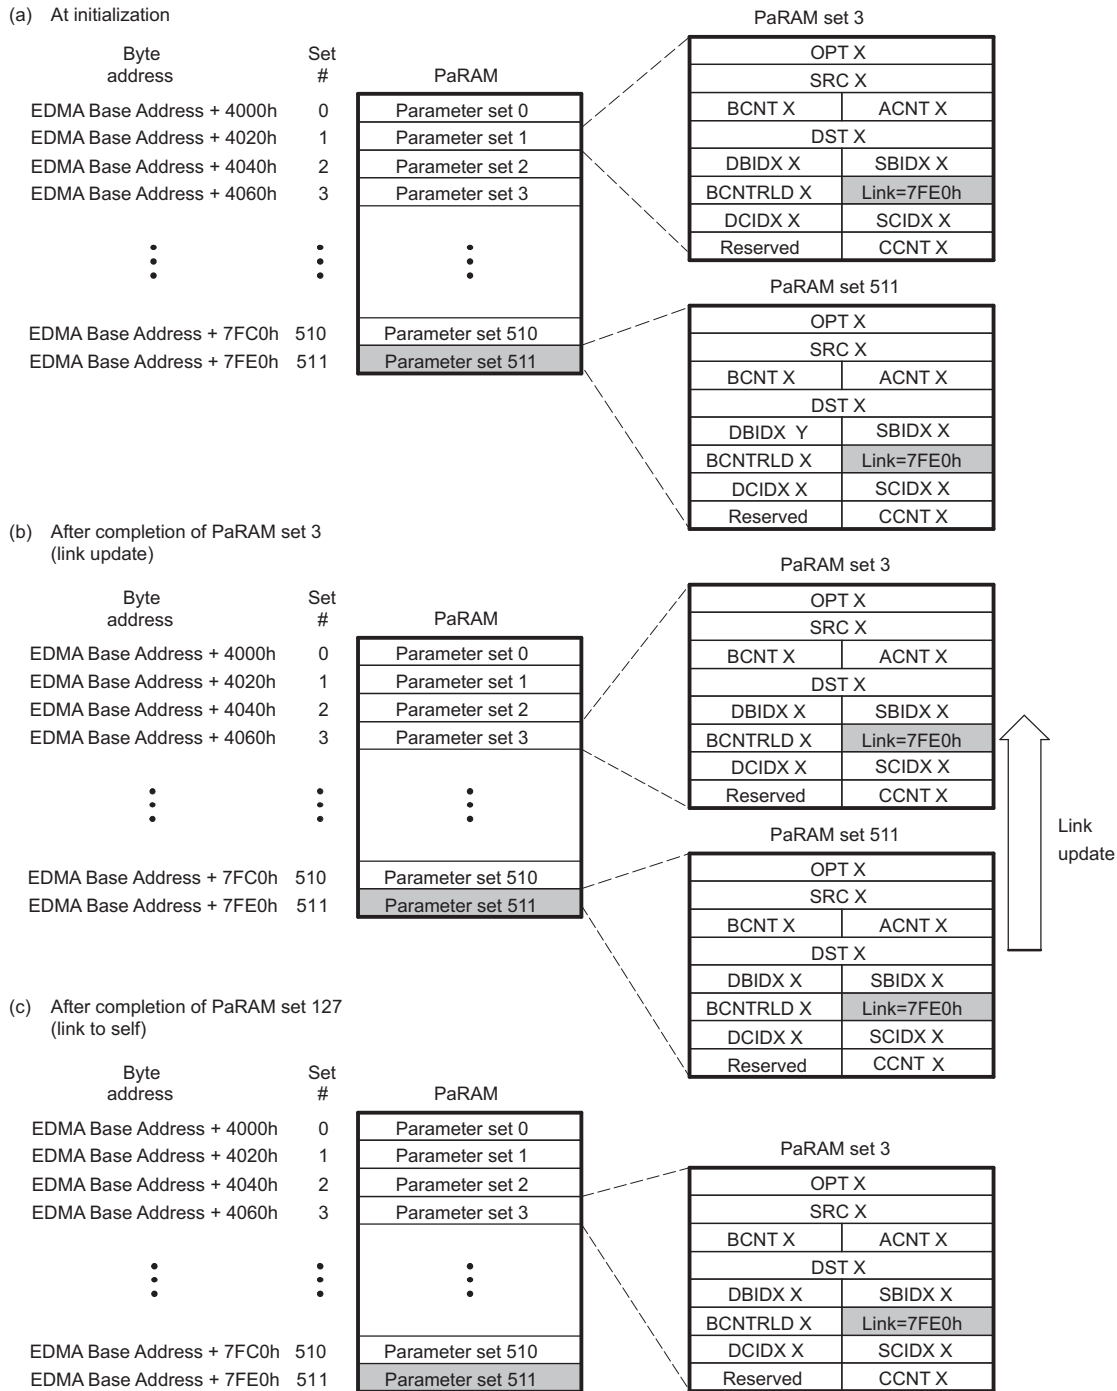 (a) At initialization
Byte address Set # PaRAM
EDMA Base Address + 4000h 0 Parameter set 0
EDMA Base Address + 4020h 1 Parameter set 1
EDMA Base Address + 4040h 2 Parameter set 2
EDMA Base Address + 4060h 3 Parameter set 3
EDMA Base Address + 7FC0h 510 Parameter set 510
EDMA Base Address + 7FE0h 511 Parameter set 511
PaRAM set 3
OPT X
SRC X
BCNT X ACNT X
DST X
DBIDX X SBIDX X
BCNTRLD X Link=7FE0h
DCIDX X SCIDX X
Reserved CCNT X
PaRAM set 511
OPT X
SRC X
BCNT X ACNT X
DST X
DBIDX Y SBIDX X
BCNTRLD X Link=7FE0h
DCIDX X SCIDX X
Reserved CCNT X
(b) After completion of PaRAM set 3
(link update)
Byte address Set # PaRAM
EDMA Base Address + 4000h 0 Parameter set 0
EDMA Base Address + 4020h 1 Parameter set 1
EDMA Base Address + 4040h 2 Parameter set 2
EDMA Base Address + 4060h 3 Parameter set 3
EDMA Base Address + 7FC0h 510 Parameter set 510
EDMA Base Address + 7FE0h 511 Parameter set 511
PaRAM set 3
OPT X
SRC X
BCNT X ACNT X
DST X
DBIDX X SBIDX X
BCNTRLD X Link=7FE0h
DCIDX X SCIDX X
Reserved CCNT X
PaRAM set 511
OPT X
SRC X
BCNT X ACNT X
DST X
DBIDX X SBIDX X
BCNTRLD X Link=7FE0h
DCIDX X SCIDX X
Reserved CCNT X
Link
update
(c) After completion of PaRAM set 127
(link to self)
Byte address Set # PaRAM
EDMA Base Address + 4000h 0 Parameter set 0
EDMA Base Address + 4020h 1 Parameter set 1
EDMA Base Address + 4040h 2 Parameter set 2
EDMA Base Address + 4060h 3 Parameter set 3
EDMA Base Address + 7FC0h 510 Parameter set 510
EDMA Base Address + 7FE0h 511 Parameter set 511
PaRAM set 3
OPT X
SRC X
BCNT X ACNT X
DST X
DBIDX X SBIDX X
BCNTRLD X Link=7FE0h
DCIDX X SCIDX X
Reserved CCNT X